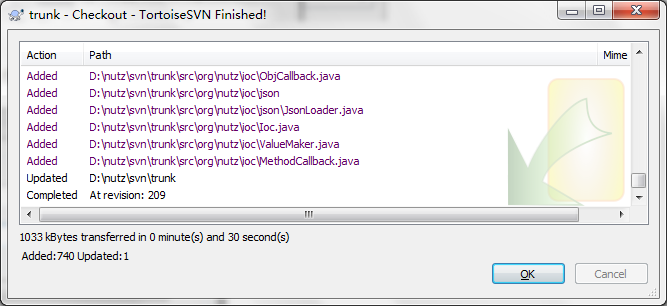 trunk - Checkout - TortoiseSVN Finished!
Action Path Mime
Added D:\nutz\svn\trunk\src\org\nutz\ioc\ObjCallback.java
Added D:\nutz\svn\trunk\src\org\nutz\ioc\json
Added D:\nutz\svn\trunk\src\org\nutz\ioc\json\JsonLoader.java
Added D:\nutz\svn\trunk\src\org\nutz\ioc\Ioc.java
Added D:\nutz\svn\trunk\src\org\nutz\ioc\ValueMaker.java
Added D:\nutz\svn\trunk\src\org\nutz\ioc\MethodCallback.java
Updated D:\nutz\svn\trunk
Completed At revision: 209
1033 kBytes transferred in 0 minute(s) and 30 second(s)
Added:740 Updated:1
OK Cancel